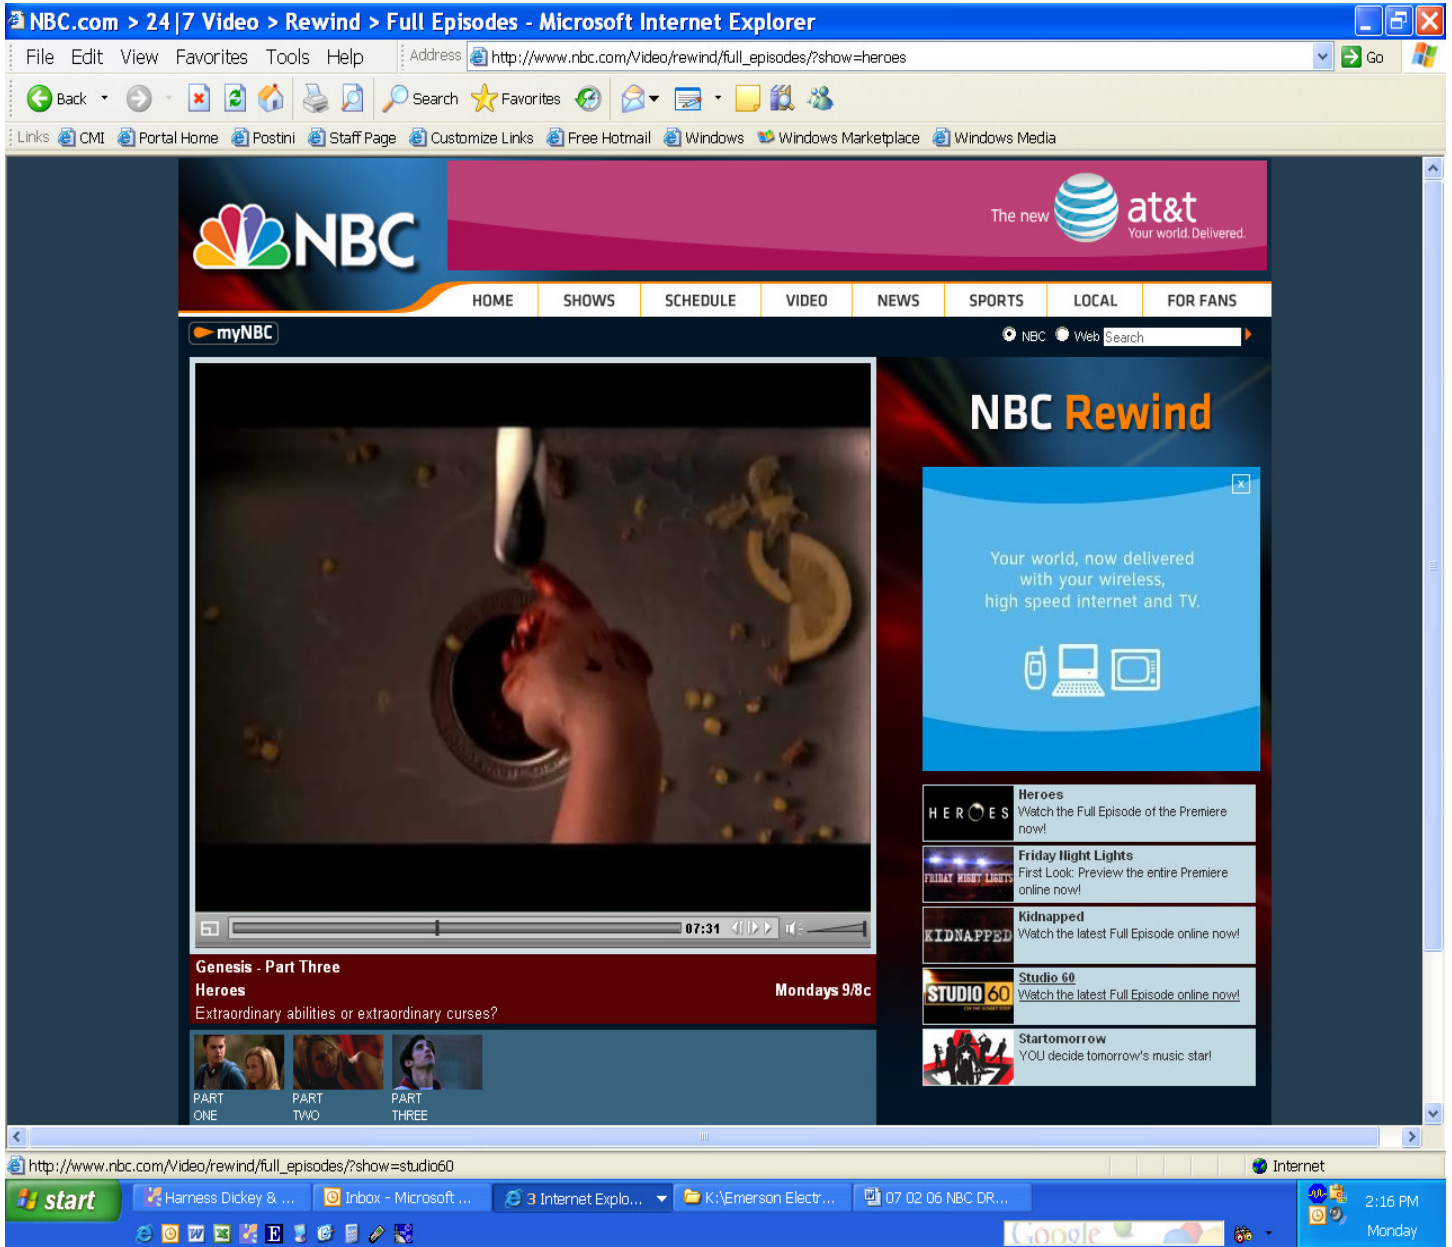 NBC.com > 24|7 Video > Rewind > Full Episodes - Microsoft Internet Explorer
File Edit View Favorites Tools Help Address http://www.nbc.com/Video/rewind/full_episodes/?show=heroes Go
Back Search Favorites
Links CMI Portal Home Postini Staff Page Customize Links Free Hotmail Windows Windows Marketplace Windows Media
NBC
The new at&t
Your world. Delivered.
HOME SHOWS SCHEDULE VIDEO NEWS SPORTS LOCAL FOR FANS
myNBC
NBC Web Search
NBC Rewind
x
Your world, now delivered
with your wireless,
high speed internet and TV.
07:31
Genesis - Part Three
Heroes Mondays 9/8c
Extraordinary abilities or extraordinary curses?
PART
ONE
PART
TWO
PART
THREE
HEROES
Heroes
Watch the Full Episode of the Premiere
now!
FRIDAY NIGHT LIGHTS
Friday Night Lights
First Look: Preview the entire Premiere
online now!
KIDNAPPED
Kidnapped
Watch the latest Full Episode online now!
STUDIO 60
ON THE SUNSET STRIP
Studio 60
Watch the latest Full Episode online now!
Startomorrow
YOU decide tomorrow's music star!
http://www.nbc.com/Video/rewind/full_episodes/?show=studio60 Internet
start Harness Dickey & ... Inbox - Microsoft ... 3 Internet Explo... K:\Emerson Electr... 07 02 06 NBC DR... 2:16 PM
Google Monday